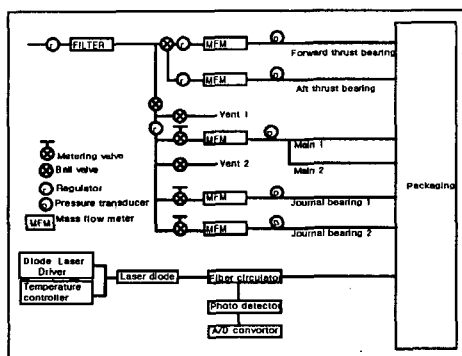 FILTER
MFM
Forward thrust bearing
MFM
Aft thrust bearing
Vent 1
MFM
Main 1
Vent 2
Main 2
Metering valve
Ball valve
Regulator
Pressure transducer
MFM Mass flow meter
MFM
Journal bearing 1
MFM
Journal bearing 2
Packaging
Diode Laser
Driver
Temperature
controller
Laser diode
Fiber circulator
Photo detector
A/D convertor